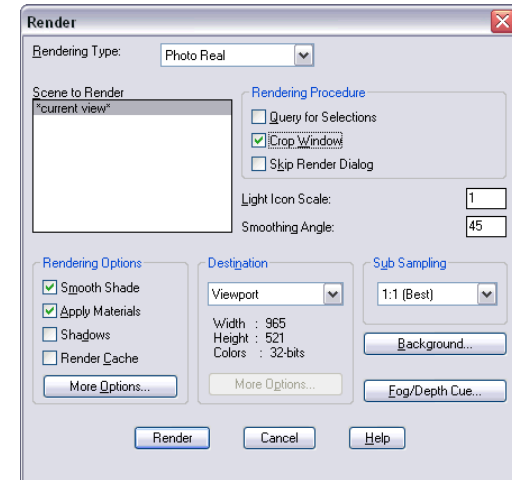 Render
Rendering Type:
Photo Real
Scene to Render
*current view*
Rendering Procedure
Query for Selections
Crop Window
Skip Render Dialog
Light Icon Scale:
1
Smoothing Angle:
45
Rendering Options
Smooth Shade
Apply Materials
Shadows
Render Cache
More Options...
Destination
Viewport
Width : 965
Height : 521
Colors : 32-bits
More Options...
Sub Sampling
1:1 (Best)
Background...
Fog/Depth Cue...
Render
Cancel
Help